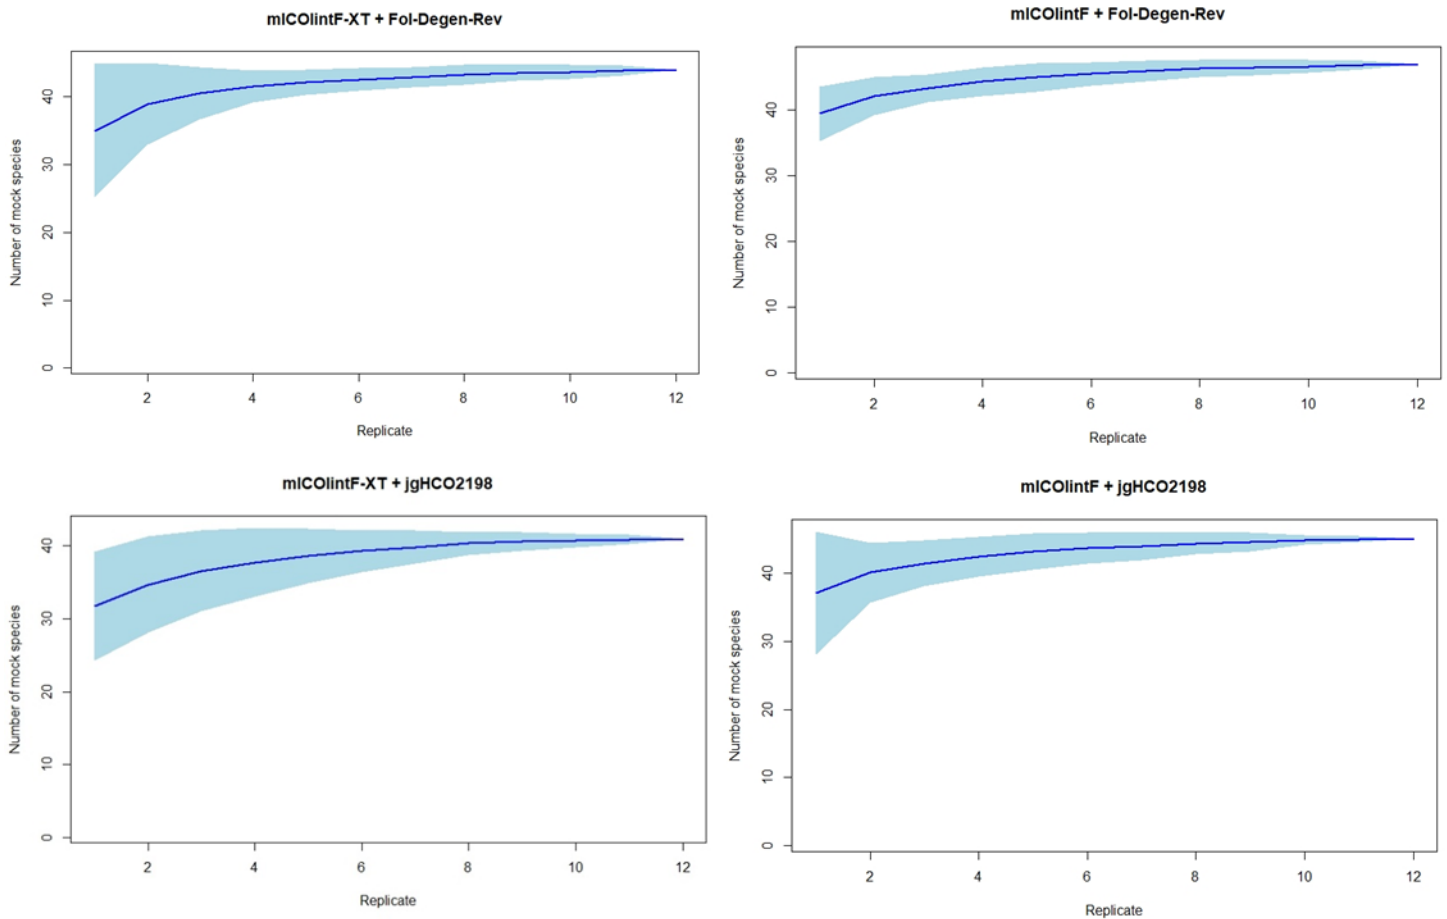 mlCOIintF-XT + Fol-Degen-Rev
Number of mock species
40
30
20
10
0
2 4 6 8 10 12
Replicate
mlCOIintF + Fol-Degen-Rev
Number of mock species
40
30
20
10
0
2 4 6 8 10 12
Replicate
mlCOIintF-XT + jgHCO2198
Number of mock species
40
30
20
10
0
2 4 6 8 10 12
Replicate
mlCOIintF + jgHCO2198
Number of mock species
40
30
20
10
0
2 4 6 8 10 12
Replicate